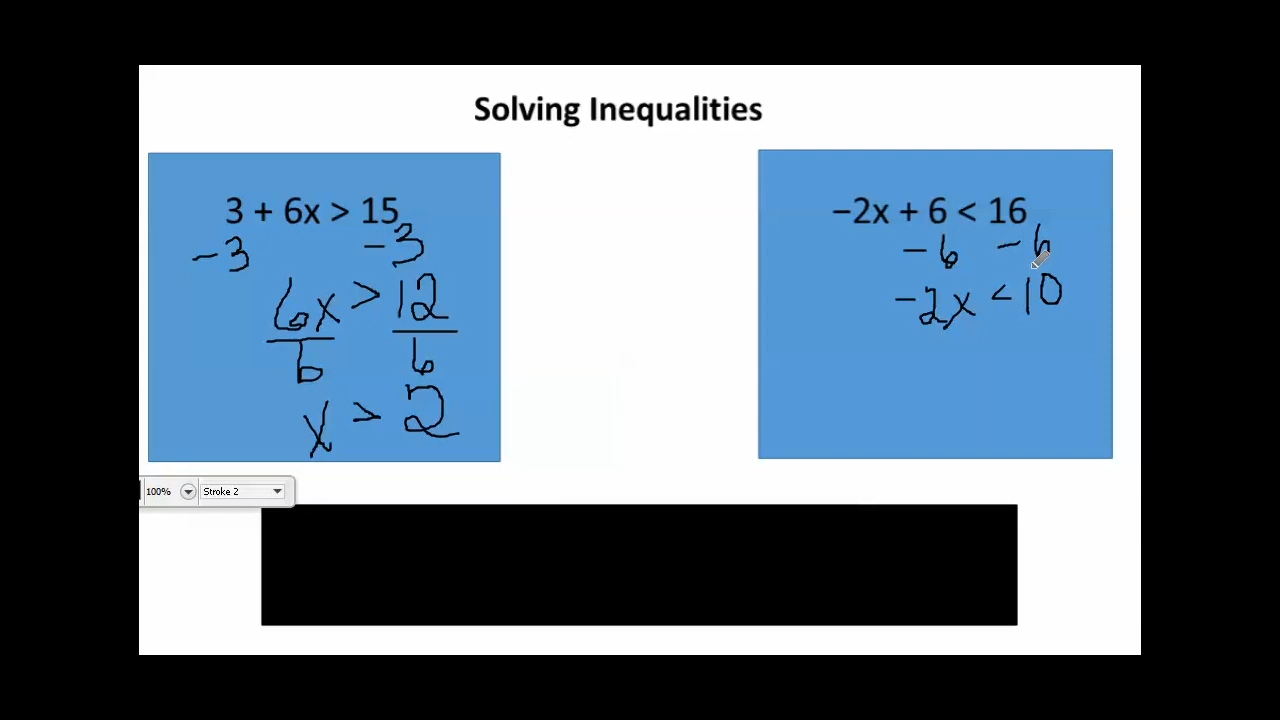 Solving Inequalities
3 + 6x > 15
-3 -3
6x > 12
6 6
x > 2
−2x + 6 < 16
-6 -6
-2x < 10
100% Stroke 2